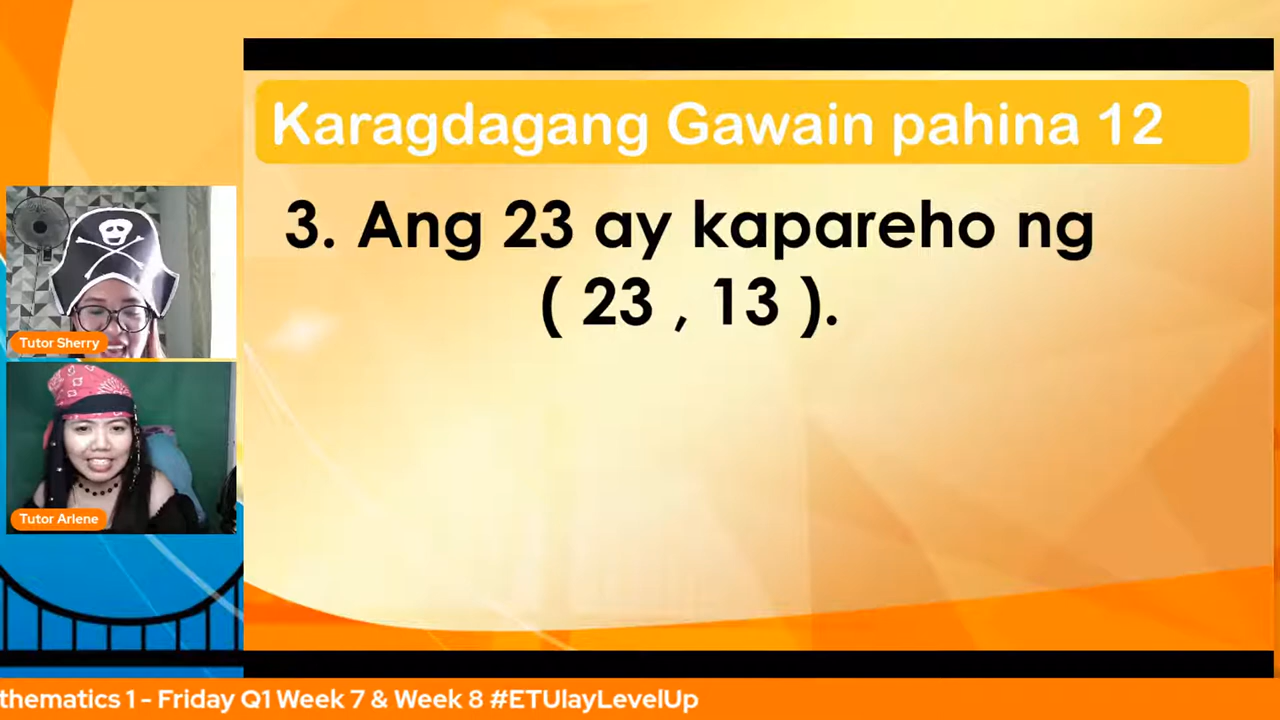 Karagdagang Gawain pahina 12
3. Ang 23 ay kapareho ng
( 23 , 13 ).
Tutor Sherry
Tutor Arlene
thematics 1 - Friday Q1 Week 7 & Week 8 #ETUlayLevelUp